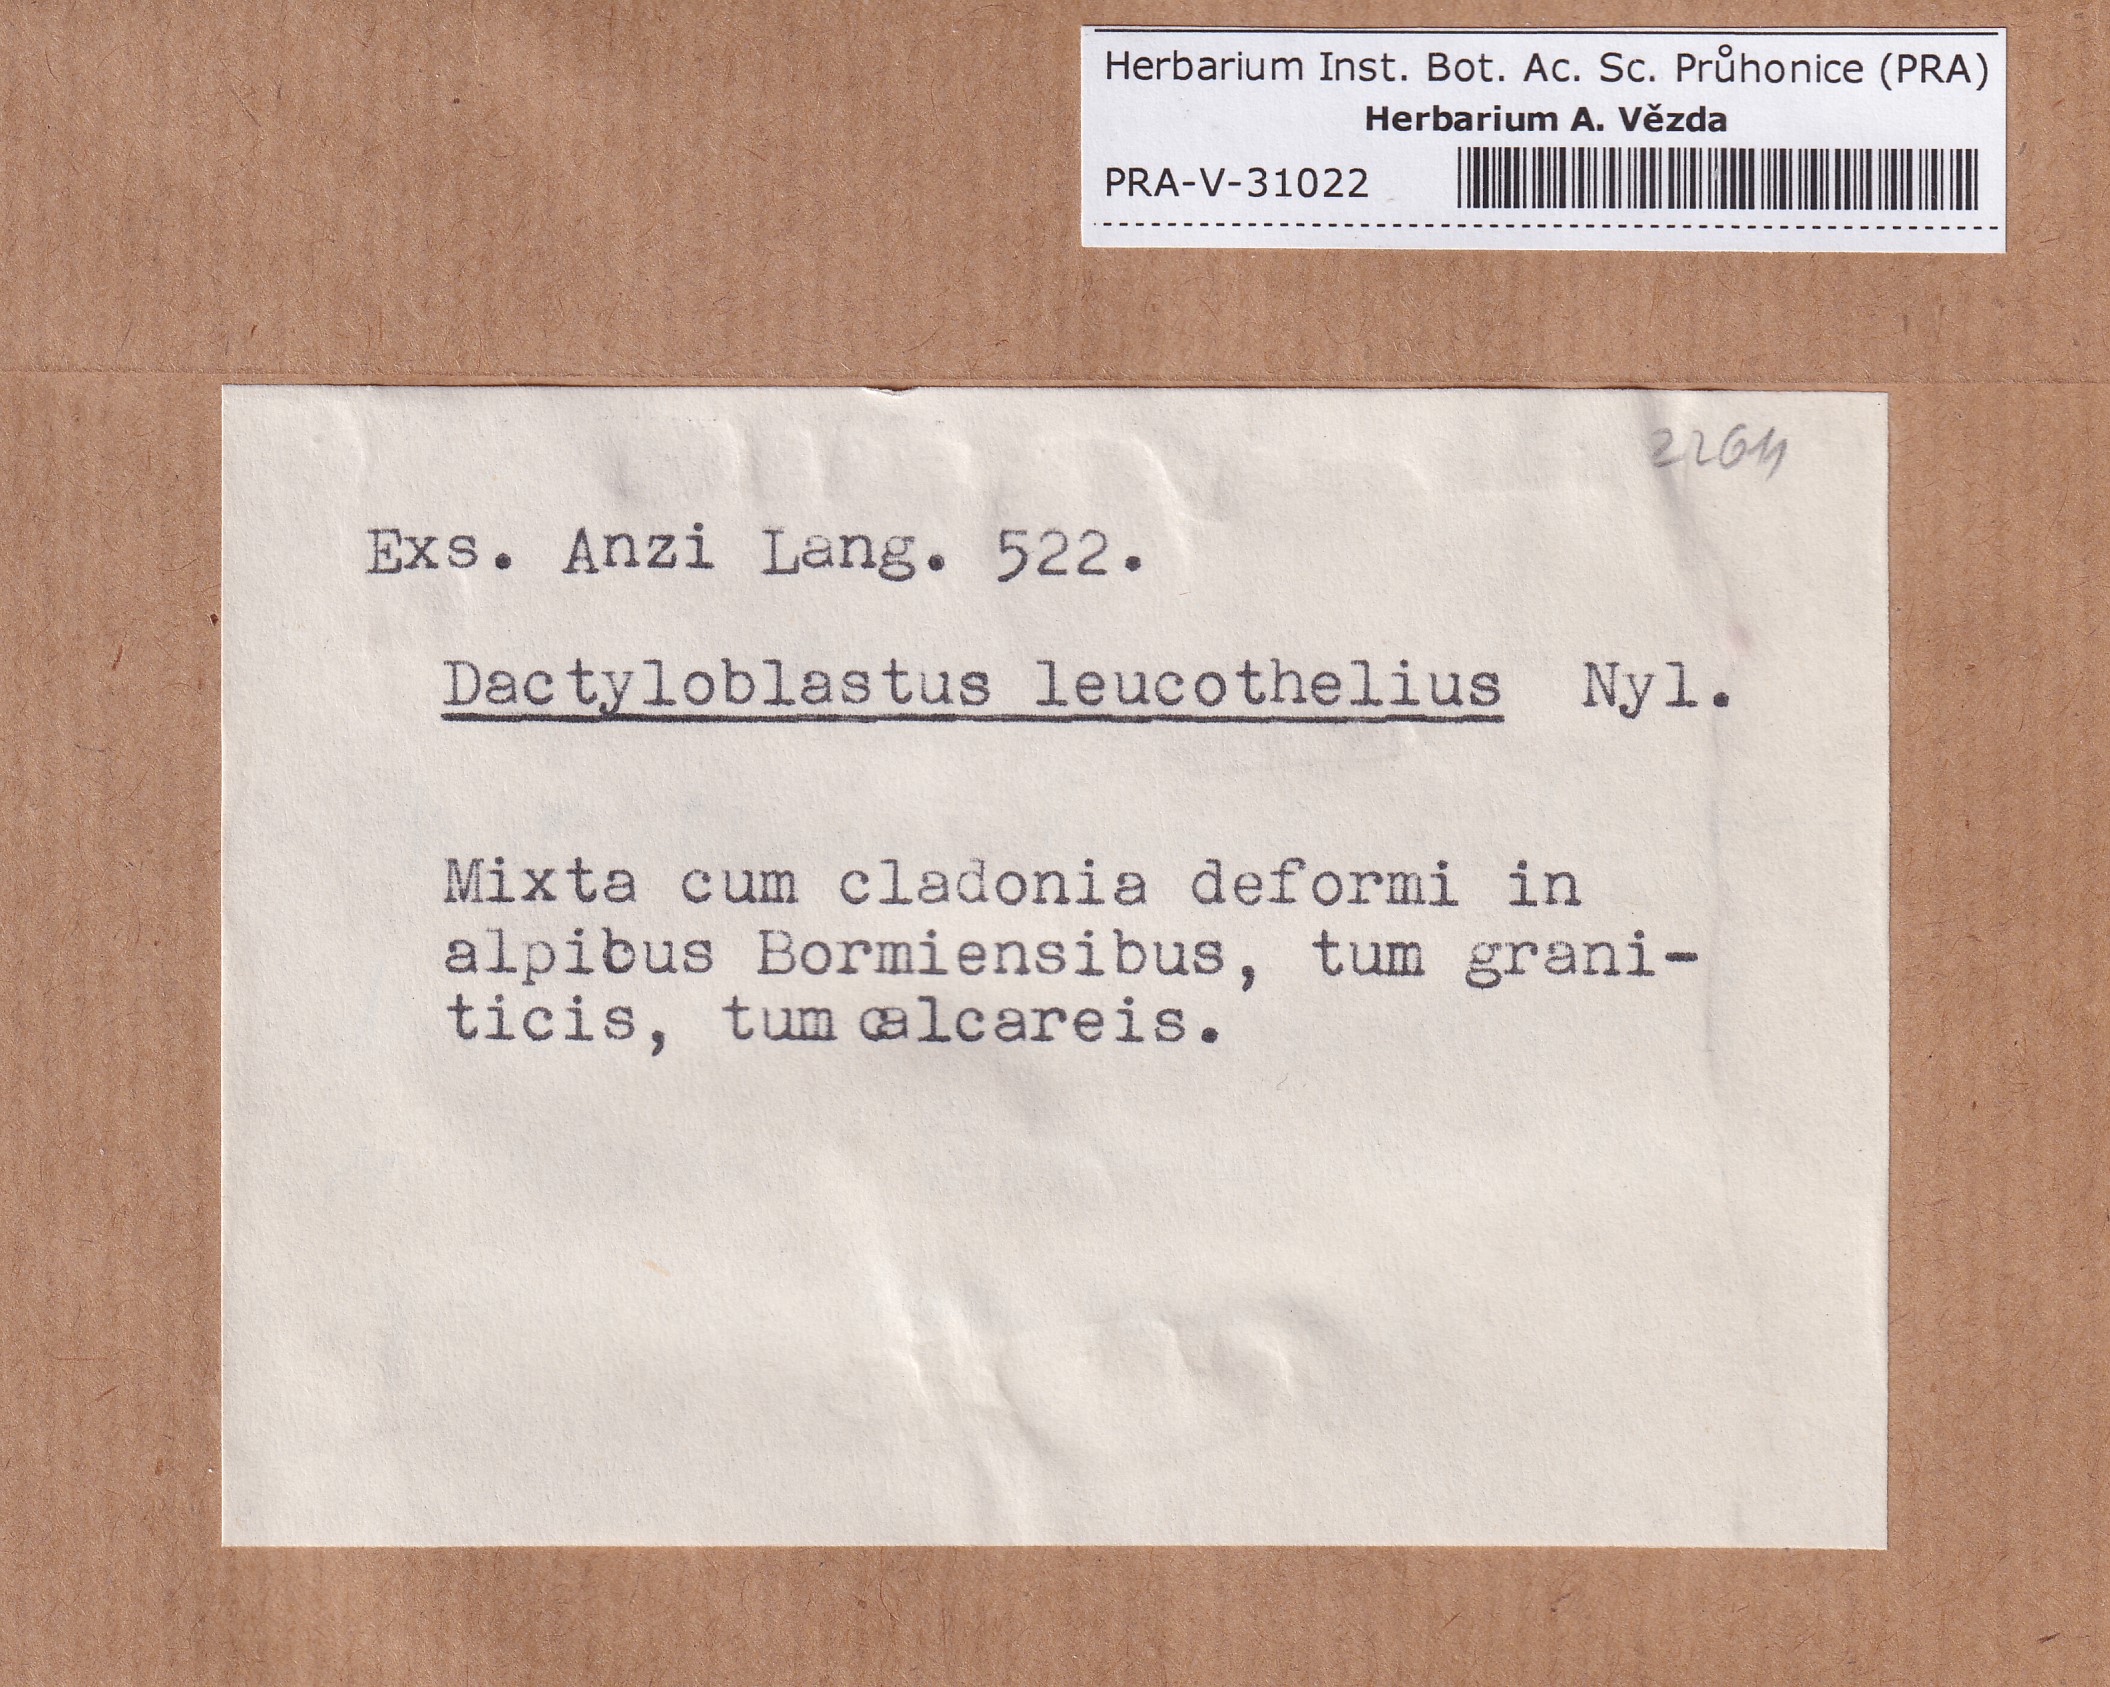 Herbarium Inst. Bot. Ac. Sc. Průhonice (PRA)
Herbarium A. Vězda
PRA-V-31022
Exs. Anzi Lang. 522.
Dactyloblastus leucothelius Nyl.
Mixta cum cladonia deformi in
alpibus Bormiensibus, tum grani-
ticis, tum calcareis.